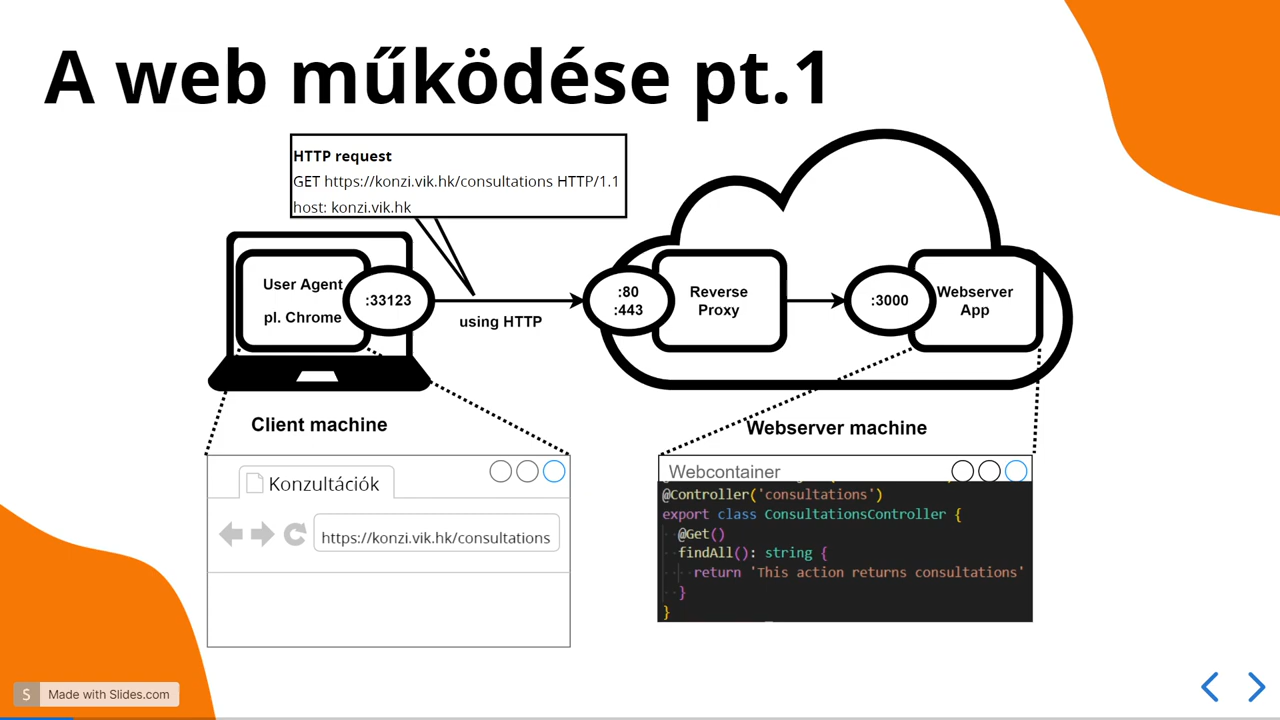 A web működése pt.1
HTTP request
GET https://konzi.vik.hk/consultations HTTP/1.1
host: konzi.vik.hk
User Agent
pl. Chrome
:33123
using HTTP
:80
:443
Reverse
Proxy
:3000
Webserver
App
Client machine
Webserver machine
Konzultációk
https://konzi.vik.hk/consultations
Webcontainer
@Controller('consultations')
export class ConsultationsController {
@Get()
findAll(): string {
return 'This action returns consultations'
}
}
S Made with Slides.com